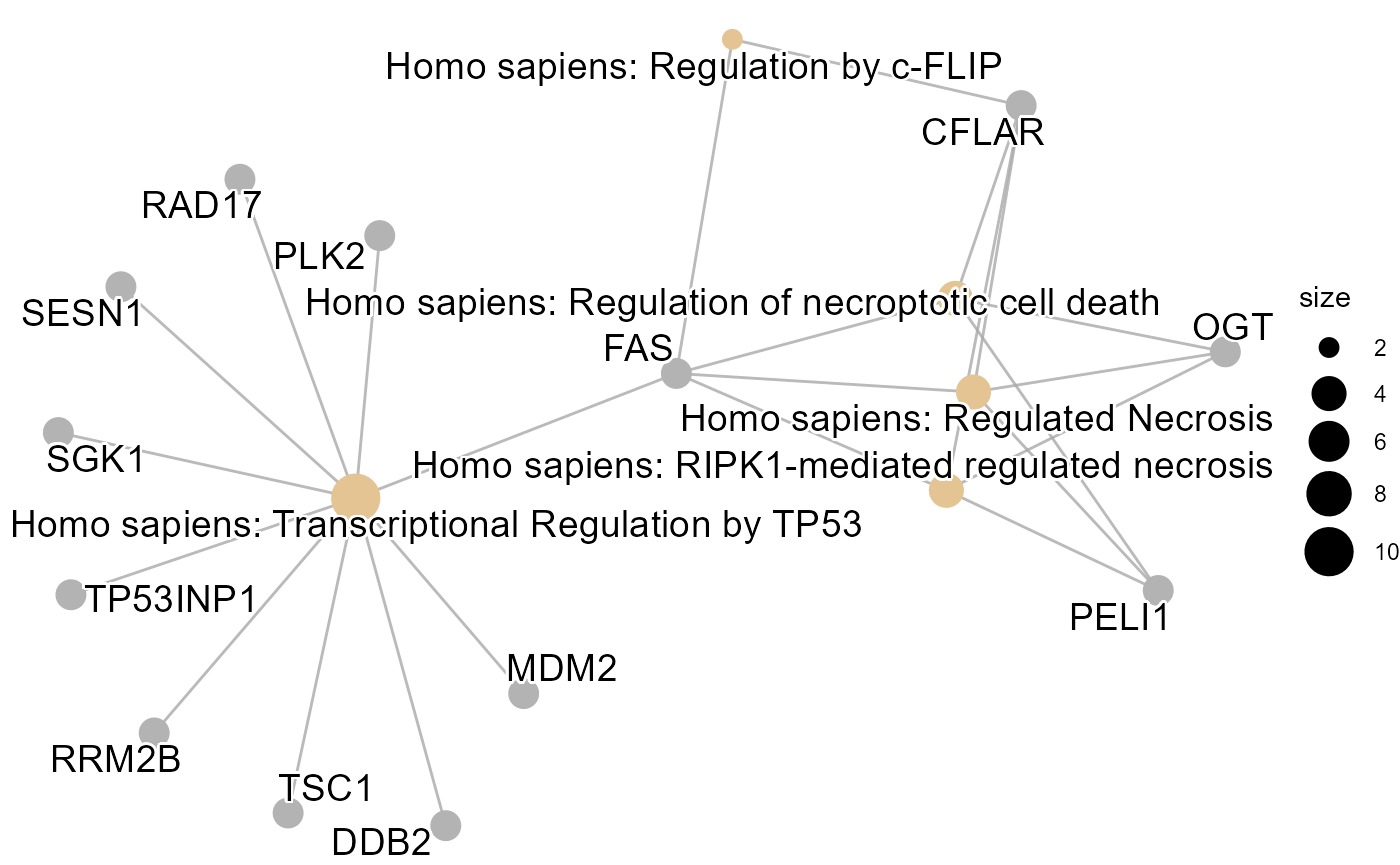 Homo sapiens: Regulation by c-FLIP
CFLAR
RAD17
PLK2
SESN1
Homo sapiens: Regulation of necroptotic cell death
size
OGT
FAS
2
4
Homo sapiens: Regulated Necrosis
6
SGK1
Homo sapiens: RIPK1-mediated regulated necrosis
8
Homo sapiens: Transcriptional Regulation by TP53
10
TP53INP1
PELI1
MDM2
RRM2B
TSC1
DDB2